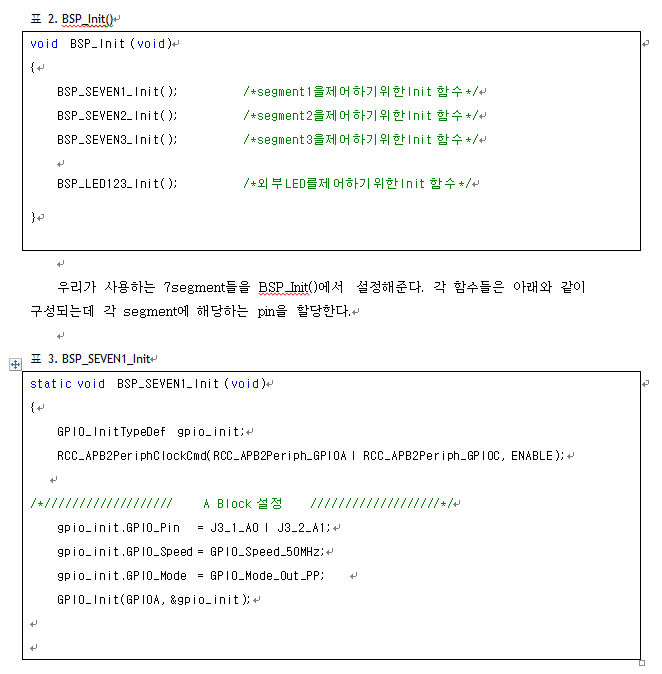 표 2. BSP_Init()
void BSP_Init (void)
{
BSP_SEVEN1_Init(); /*segment1을제어하기위한Init 함수*/
BSP_SEVEN2_Init(); /*segment2을제어하기위한Init 함수*/
BSP_SEVEN3_Init(); /*segment3을제어하기위한Init 함수*/
BSP_LED123_Init(); /*외부LED를제어하기위한Init 함수*/
}
우리가 사용하는 7segment들을 BSP_Init()에서 설정해준다. 각 함수들은 아래와 같이
구성되는데 각 segment에 해당하는 pin을 할당한다.
표 3. BSP_SEVEN1_Init
static void BSP_SEVEN1_Init (void)
{
GPIO_InitTypeDef gpio_init;
RCC_APB2PeriphClockCmd(RCC_APB2Periph_GPIOA | RCC_APB2Periph_GPIOC, ENABLE);
/*/////////////////// A Block 설정 ///////////////////*/
gpio_init.GPIO_Pin = J3_1_A0 | J3_2_A1;
gpio_init.GPIO_Speed = GPIO_Speed_50MHz;
gpio_init.GPIO_Mode = GPIO_Mode_Out_PP;
GPIO_Init(GPIOA, &gpio_init);